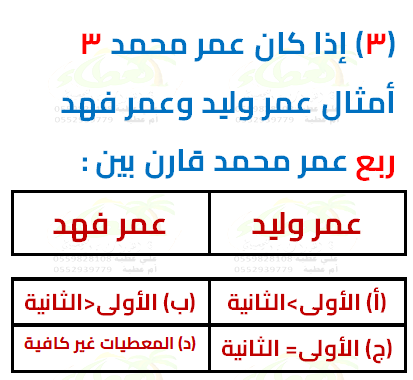 (٣) إذا كان عمر محمد ٣
أمثال عمر وليد وعمر فهد
ربع عمر محمد قارن بين :
عمر وليد
عمر فهد
(أ) الأولى>الثانية
(ب) الأولى<الثانية
(ج) الأولى= الثانية
(د) المعطيات غير كافية